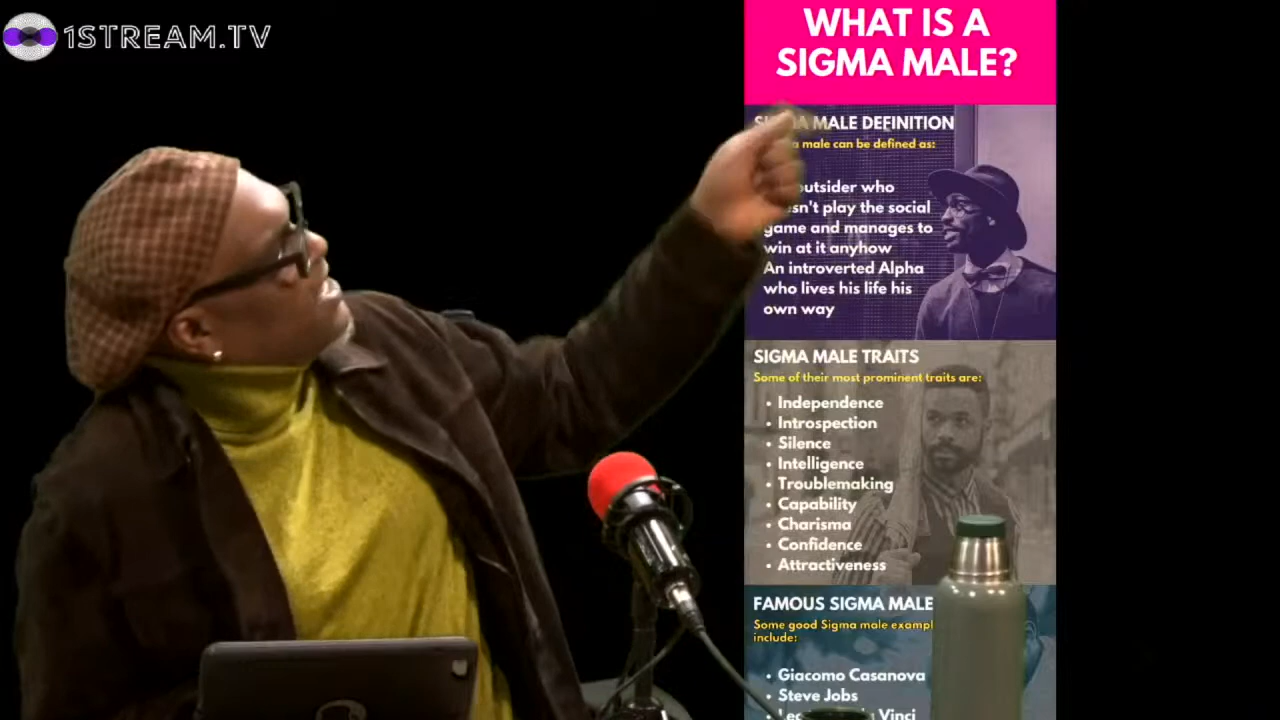 1STREAM.TV
WHAT IS A
SIGMA MALE?
MALE DEFINITION
male can be defined as:
outsider who
play the social
game and manages to
win at it anyhow
An introverted Alpha
who lives his life his
own way
SIGMA MALE TRAITS
Some of their most prominent traits are:
• Independence
• Introspection
• Silence
• Intelligence
• Troublemaking
• Capability
• Charisma
• Confidence
• Attractiveness
FAMOUS SIGMA MALE
Some good Sigma male
include:
• Giacomo Casanova
• Steve Jobs
Vinci